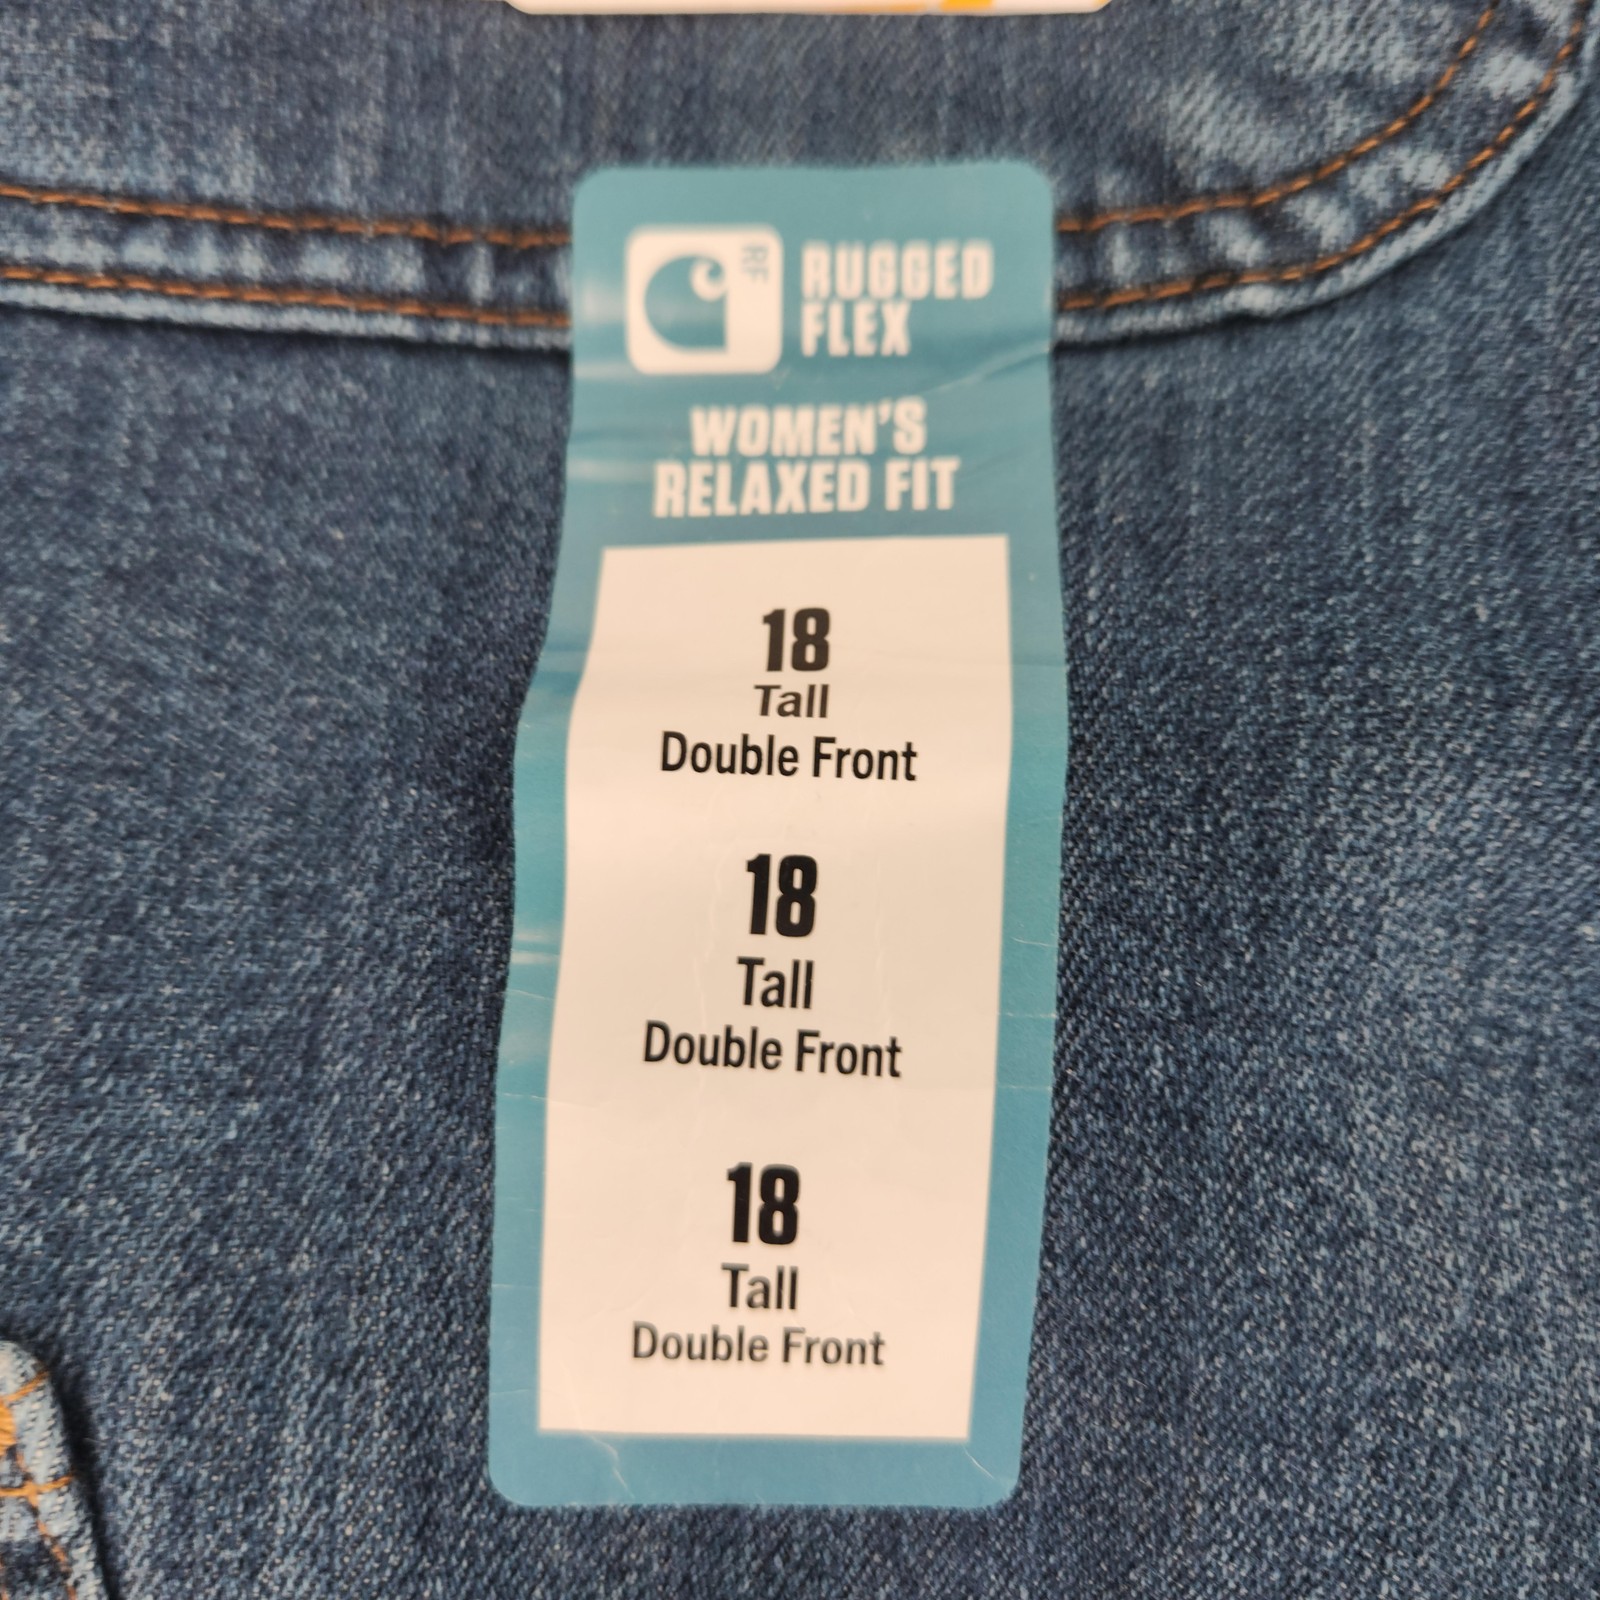 RF
RUGGED
FLEX
WOMEN'S
RELAXED FIT
18
Tall
Double Front
18
Tall
Double Front
18
Tall
Double Front